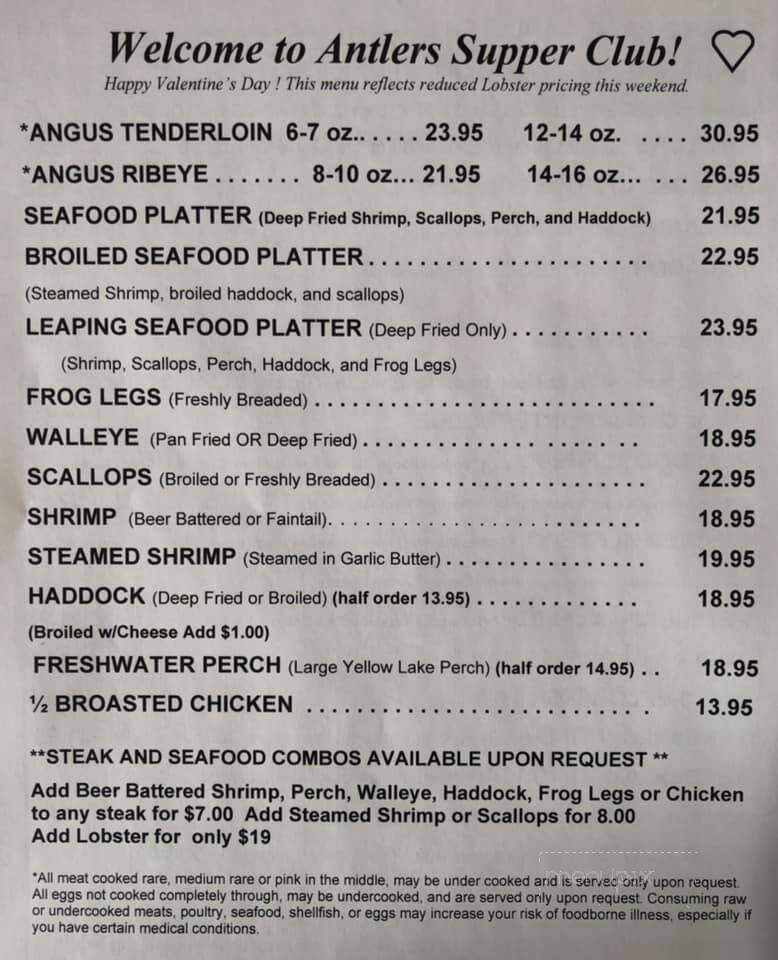 Welcome to Antlers Supper Club!
Happy Valentine's Day ! This menu reflects reduced Lobster pricing this weekend.
*ANGUS TENDERLOIN 6-7 oz.. . . . . 23.95 12-14 oz. . . . . 30.95
*ANGUS RIBEYE . . . . . . . 8-10 oz... 21.95 14-16 oz... . . . 26.95
SEAFOOD PLATTER (Deep Fried Shrimp, Scallops, Perch, and Haddock) 21.95
BROILED SEAFOOD PLATTER . . . . . . . . . . . . . . . . . . . . . . 22.95
(Steamed Shrimp, broiled haddock, and scallops)
LEAPING SEAFOOD PLATTER (Deep Fried Only) . . . . . . . . . . . 23.95
(Shrimp, Scallops, Perch, Haddock, and Frog Legs)
FROG LEGS (Freshly Breaded) . . . . . . . . . . . . . . . . . . . . . . . . . . . 17.95
WALLEYE (Pan Fried OR Deep Fried) . . . . . . . . . . . . . . . . . . . . 18.95
SCALLOPS (Broiled or Freshly Breaded) . . . . . . . . . . . . . . . . . . . . . 22.95
SHRIMP (Beer Battered or Faintail). . . . . . . . . . . . . . . . . . . . . . . . . 18.95
STEAMED SHRIMP (Steamed in Garlic Butter) . . . . . . . . . . . . . . . . 19.95
HADDOCK (Deep Fried or Broiled) (half order 13.95) . . . . . . . . . . . . . 18.95
(Broiled w/Cheese Add $1.00)
FRESHWATER PERCH (Large Yellow Lake Perch) (half order 14.95) . . 18.95
½ BROASTED CHICKEN . . . . . . . . . . . . . . . . . . . . . . . . . . . 13.95
**STEAK AND SEAFOOD COMBOS AVAILABLE UPON REQUEST **
Add Beer Battered Shrimp, Perch, Walleye, Haddock, Frog Legs or Chicken
to any steak for $7.00 Add Steamed Shrimp or Scallops for 8.00
Add Lobster for only $19
*All meat cooked rare, medium rare or pink in the middle, may be under cooked and is served only upon request.
All eggs not cooked completely through, may be undercooked, and are served only upon request. Consuming raw
or undercooked meats, poultry, seafood, shellfish, or eggs may increase your risk of foodborne illness, especially if
you have certain medical conditions.